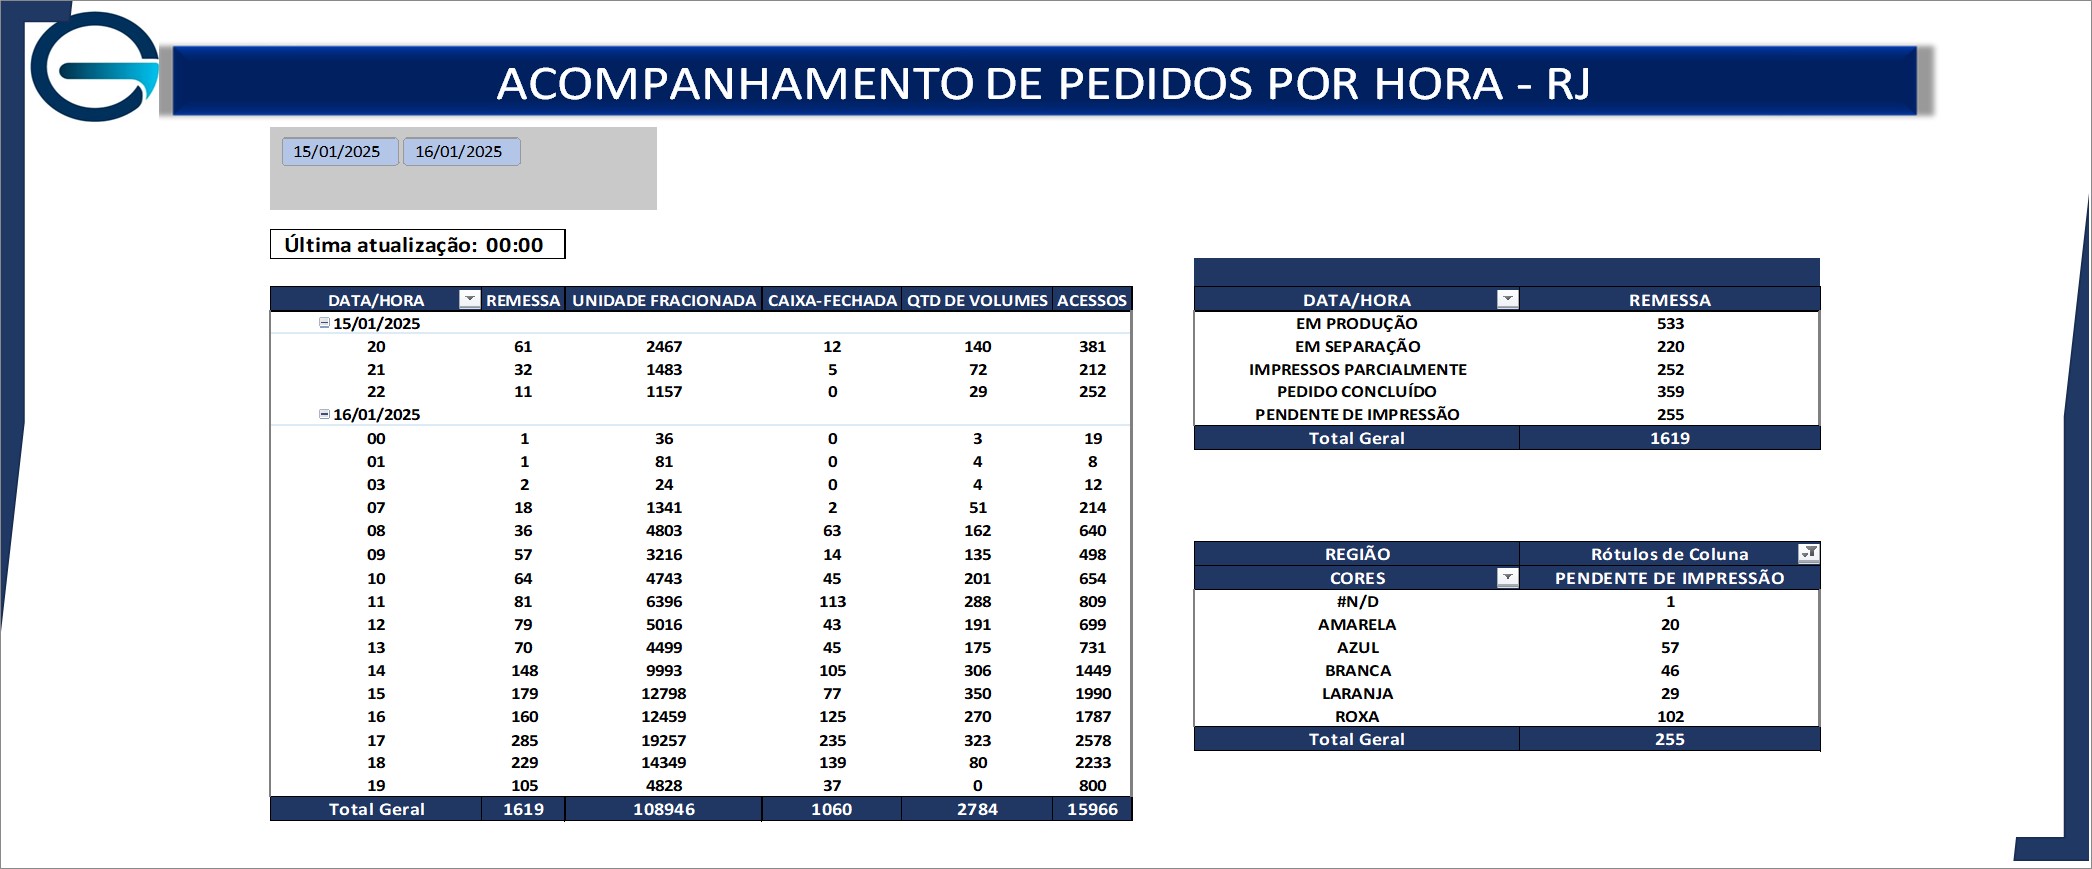 ACOMPANHAMENTO DE PEDIDOS POR HORA - RJ
15/01/2025 16/01/2025
Última atualização: 00:00
DATA/HORA REMESSA UNIDADE FRACIONADA CAIXA-FECHADA QTD DE VOLUMES ACESSOS
15/01/2025
20 61 2467 12 140 381
21 32 1483 5 72 212
22 11 1157 0 29 252
16/01/2025
00 1 36 0 3 19
01 1 81 0 4 8
03 2 24 0 4 12
07 18 1341 2 51 214
08 36 4803 63 162 640
09 57 3216 14 135 498
10 64 4743 45 201 654
11 81 6396 113 288 809
12 79 5016 43 191 699
13 70 4499 45 175 731
14 148 9993 105 306 1449
15 179 12798 77 350 1990
16 160 12459 125 270 1787
17 285 19257 235 323 2578
18 229 14349 139 80 2233
19 105 4828 37 0 800
Total Geral 1619 108946 1060 2784 15966
DATA/HORA REMESSA
EM PRODUÇÃO 533
EM SEPARAÇÃO 220
IMPRESSOS PARCIALMENTE 252
PEDIDO CONCLUÍDO 359
PENDENTE DE IMPRESSÃO 255
Total Geral 1619
REGIÃO Rótulos de Coluna
CORES PENDENTE DE IMPRESSÃO
#N/D 1
AMARELA 20
AZUL 57
BRANCA 46
LARANJA 29
ROXA 102
Total Geral 255